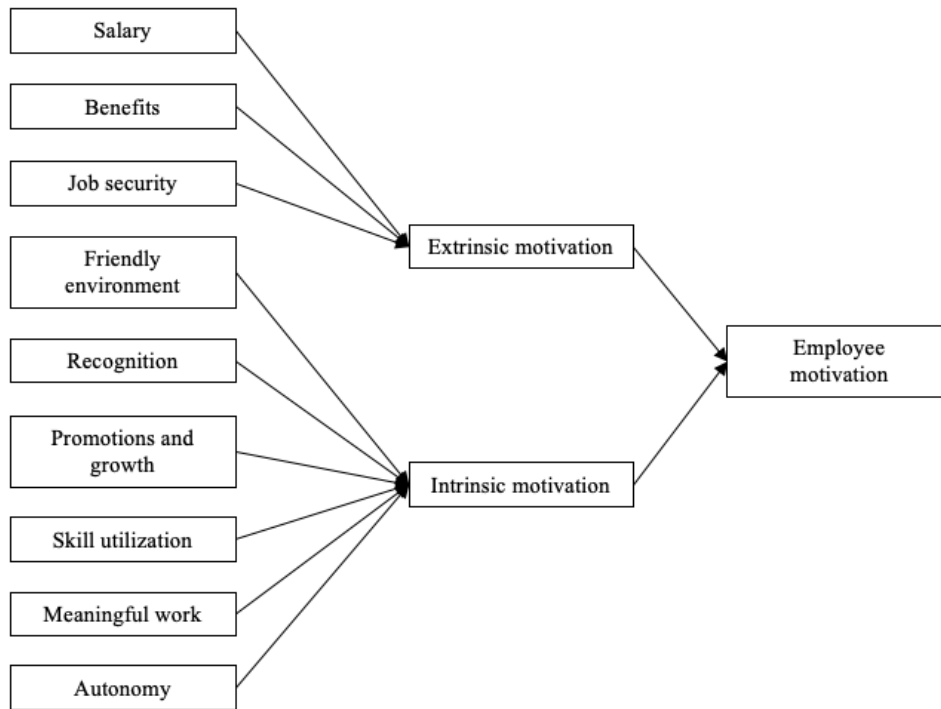 Salary
Benefits
Job security
Friendly
environment
Recognition
Promotions and
growth
Skill utilization
Meaningful work
Autonomy
Extrinsic motivation
Intrinsic motivation
Employee
motivation